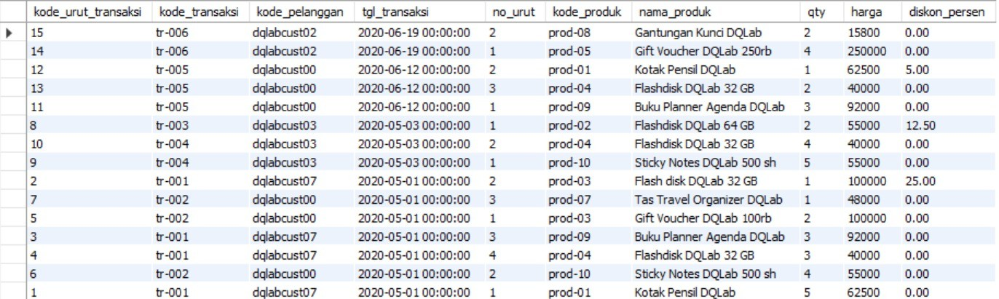 kode_urut_transaksi kode_transaksi kode_pelanggan tgl_transaksi no_urut kode_produk nama_produk qty harga diskon_persen
15 tr-006 dqlabcust02 2020-06-19 00:00:00 2 prod-08 Gantungan Kunci DQLab 2 15800 0.00
14 tr-006 dqlabcust02 2020-06-19 00:00:00 1 prod-05 Gift Voucher DQLab 250rb 4 250000 0.00
12 tr-005 dqlabcust00 2020-06-12 00:00:00 2 prod-01 Kotak Pensil DQLab 1 62500 5.00
13 tr-005 dqlabcust00 2020-06-12 00:00:00 3 prod-04 Flashdisk DQLab 32 GB 2 40000 0.00
11 tr-005 dqlabcust00 2020-06-12 00:00:00 1 prod-09 Buku Planner Agenda DQLab 3 92000 0.00
8 tr-003 dqlabcust03 2020-05-03 00:00:00 1 prod-02 Flashdisk DQLab 64 GB 2 55000 12.50
10 tr-004 dqlabcust03 2020-05-03 00:00:00 2 prod-04 Flashdisk DQLab 32 GB 4 40000 0.00
9 tr-004 dqlabcust03 2020-05-03 00:00:00 1 prod-10 Sticky Notes DQLab 500 sh 5 55000 0.00
2 tr-001 dqlabcust07 2020-05-01 00:00:00 2 prod-03 Flash disk DQLab 32 GB 1 100000 25.00
7 tr-002 dqlabcust00 2020-05-01 00:00:00 3 prod-07 Tas Travel Organizer DQLab 1 48000 0.00
5 tr-002 dqlabcust00 2020-05-01 00:00:00 1 prod-03 Gift Voucher DQLab 100rb 2 100000 0.00
3 tr-001 dqlabcust07 2020-05-01 00:00:00 3 prod-09 Buku Planner Agenda DQLab 3 92000 0.00
4 tr-001 dqlabcust07 2020-05-01 00:00:00 4 prod-04 Flashdisk DQLab 32 GB 3 40000 0.00
6 tr-002 dqlabcust00 2020-05-01 00:00:00 2 prod-10 Sticky Notes DQLab 500 sh 4 55000 0.00
1 tr-001 dqlabcust07 2020-05-01 00:00:00 1 prod-01 Kotak Pensil DQLab 5 62500 0.00